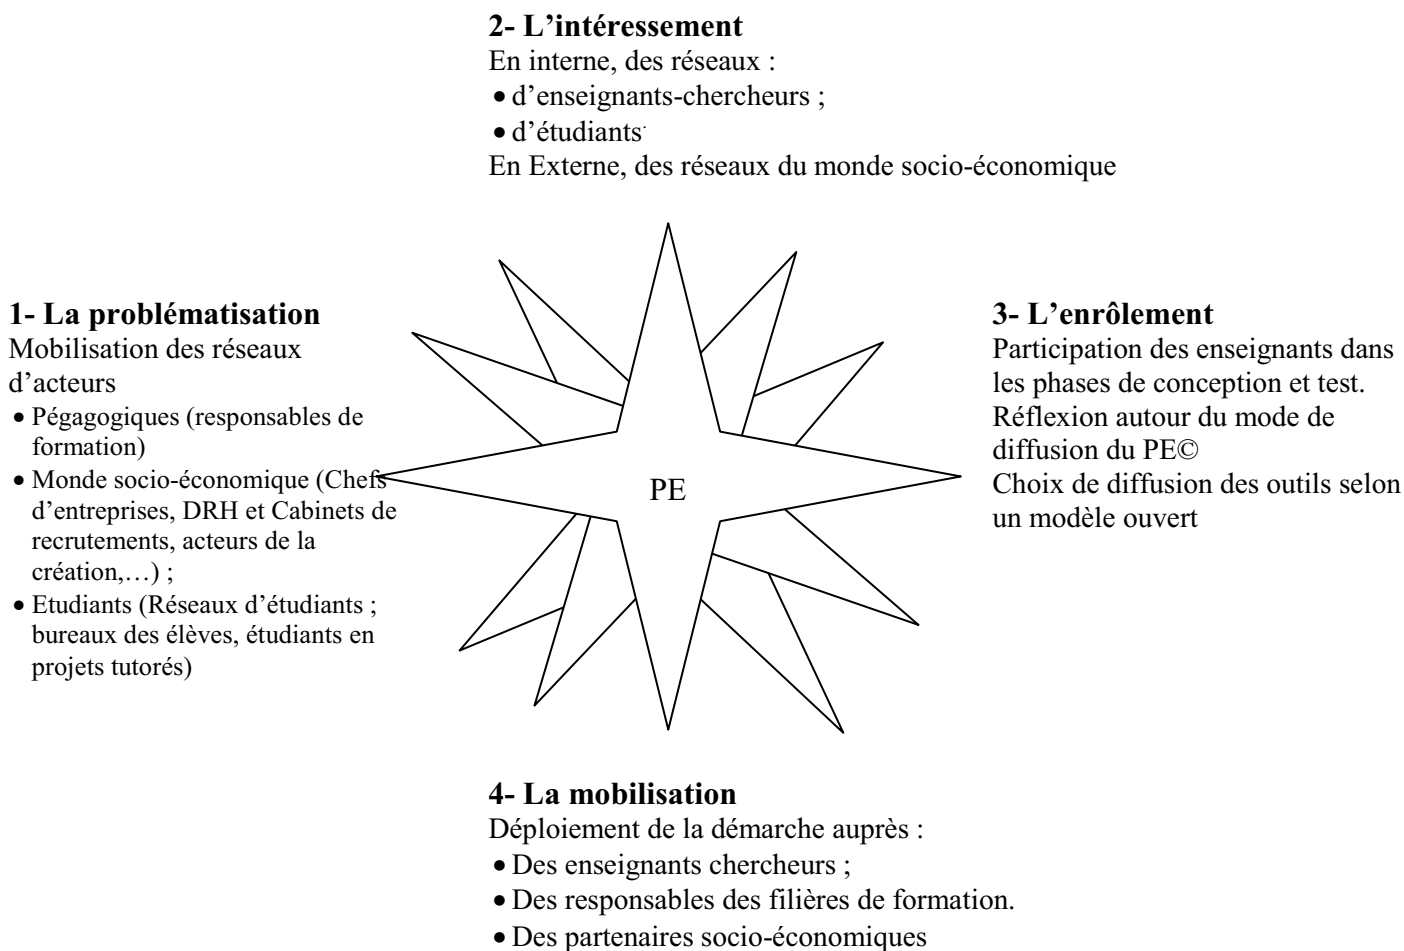 2- L’intéressement
En interne, des réseaux :
• d’enseignants-chercheurs ;
• d’étudiants.
En Externe, des réseaux du monde socio-économique
1- La problématisation
Mobilisation des réseaux
d’acteurs
• Pégagogiques (responsables de
formation)
• Monde socio-économique (Chefs
d’entreprises, DRH et Cabinets de
recrutements, acteurs de la
création,…) ;
• Etudiants (Réseaux d’étudiants ;
bureaux des élèves, étudiants en
projets tutorés)
PE
3- L’enrôlement
Participation des enseignants dans
les phases de conception et test.
Réflexion autour du mode de
diffusion du PE©
Choix de diffusion des outils selon
un modèle ouvert
4- La mobilisation
Déploiement de la démarche auprès :
• Des enseignants chercheurs ;
• Des responsables des filières de formation.
• Des partenaires socio-économiques